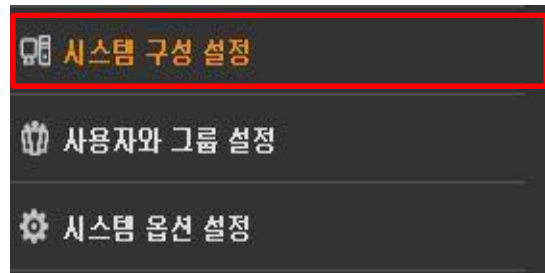 시스템 구성 설정
사용자와 그룹 설정
시스템 옵션 설정